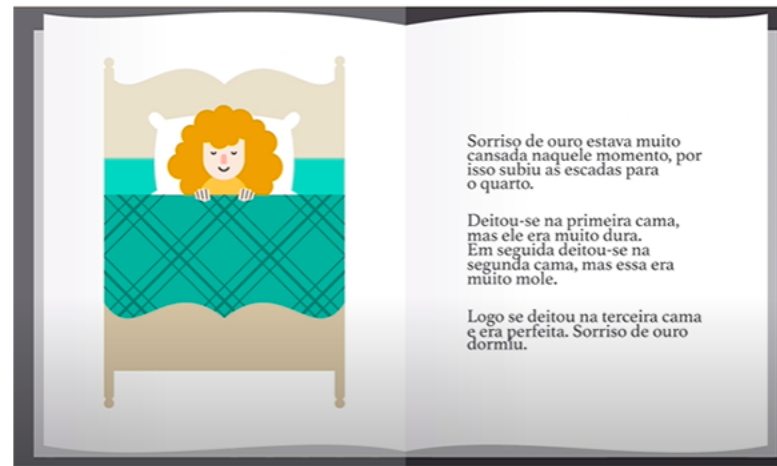 Sorriso de ouro estava muito
cansada naquele momento, por
isso subiu as escadas para
o quarto.
Deitou-se na primeira cama,
mas ele era muito dura.
Em seguida deitou-se na
segunda cama, mas essa era
muito mole.
Logo se deitou na terceira cama
e era perfeita. Sorriso de ouro
dormiu.